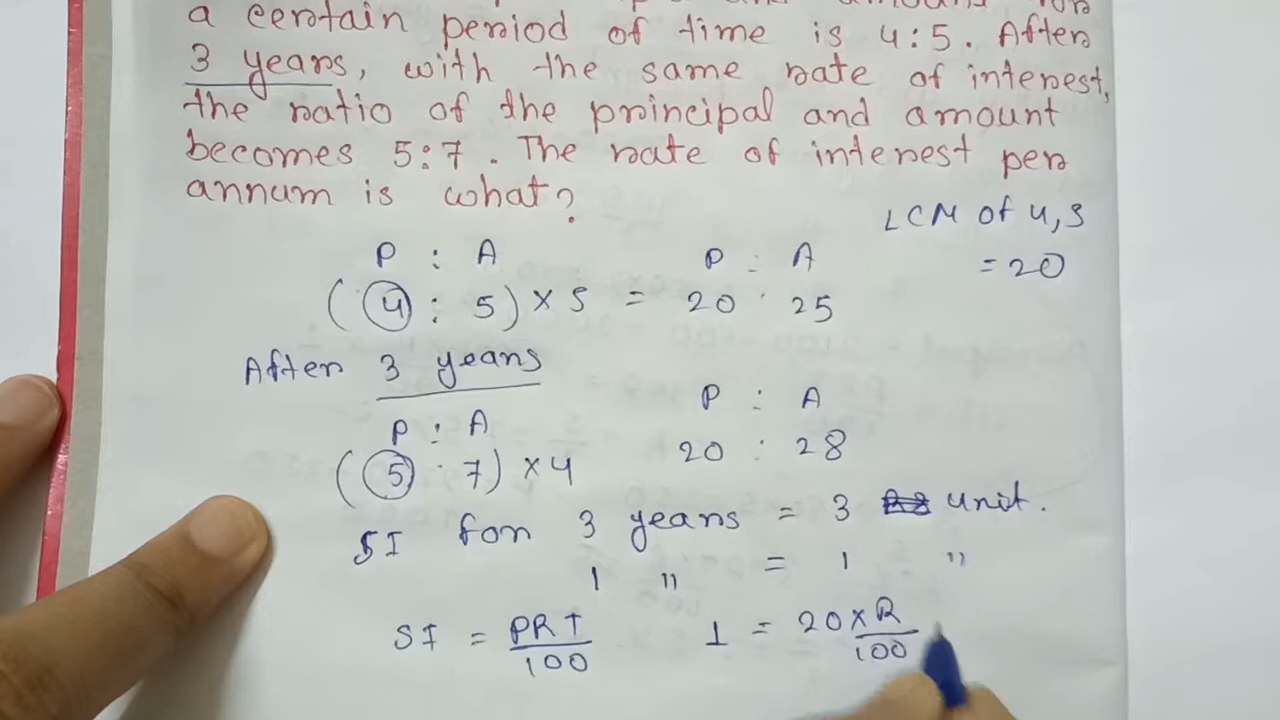 a certain period of time is 4:5. After
3 years, with the same rate of interest,
the ratio of the principal and amount
becomes 5:7. The rate of interest per
annum is what?
LCM of 4,5
= 20
P : A
P : A
(4 : 5) × 5 = 20 : 25
After 3 years
P : A
P : A
(5 : 7) × 4
20 : 28
SI for 3 years = 3 unit.
1 " = 1 "
SI = PRT/100
1 = 20×R/100